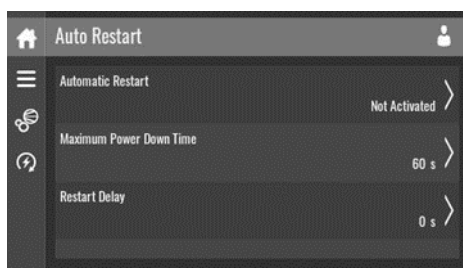 Auto Restart
Automatic Restart
Not Activated
Maximum Power Down Time
60 s
Restart Delay
0 s